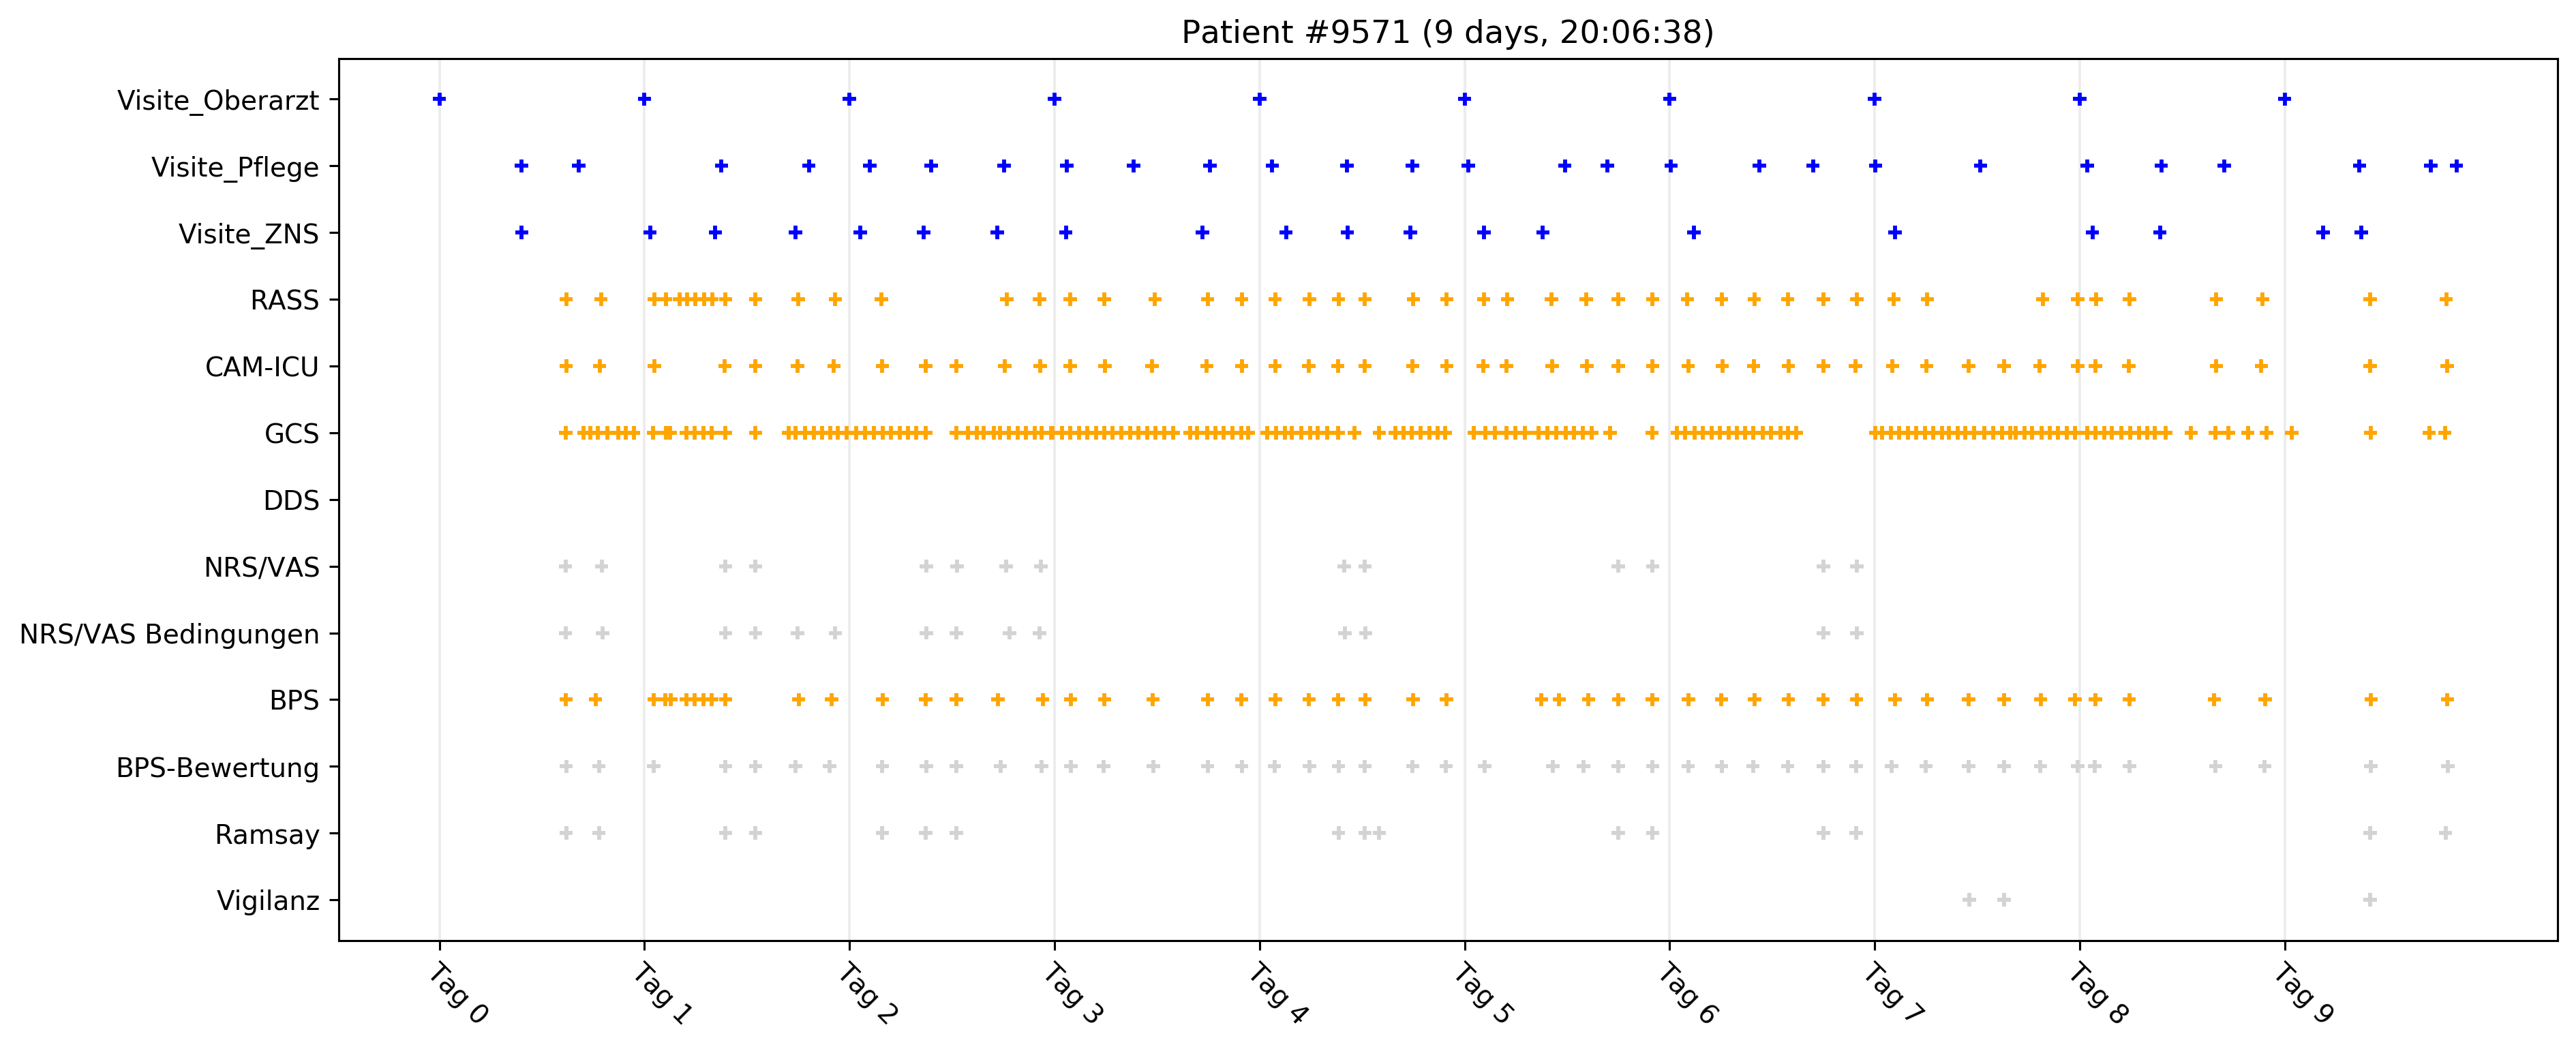 Patient #9571 (9 days, 20:06:38)
Visite_Oberarzt
Visite_Pflege
Visite_ZNS
RASS
CAM-ICU
GCS
DDS
NRS/VAS
NRS/VAS Bedingungen
BPS
BPS-Bewertung
Ramsay
Vigilanz
Tag 0
Tag 1
Tag 2
Tag 3
Tag 4
Tag 5
Tag 6
Tag 7
Tag 8
Tag 9